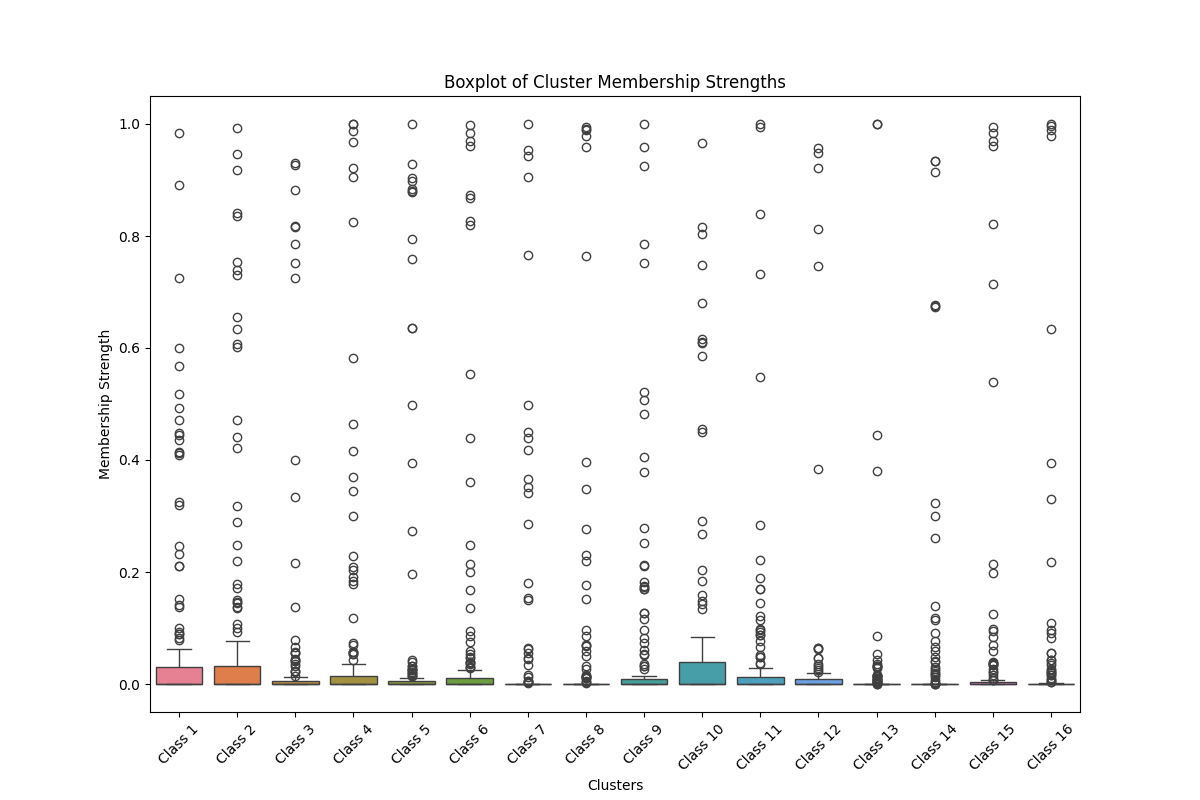 Boxplot of Cluster Membership Strengths
1.0
0.8
0.6
0.4
0.2
0.0
Membership Strength
Class 1
Class 2
Class 3
Class 4
Class 5
Class 6
Class 7
Class 8
Class 9
Class 10
Class 11
Class 12
Class 13
Class 14
Class 15
Class 16
Clusters